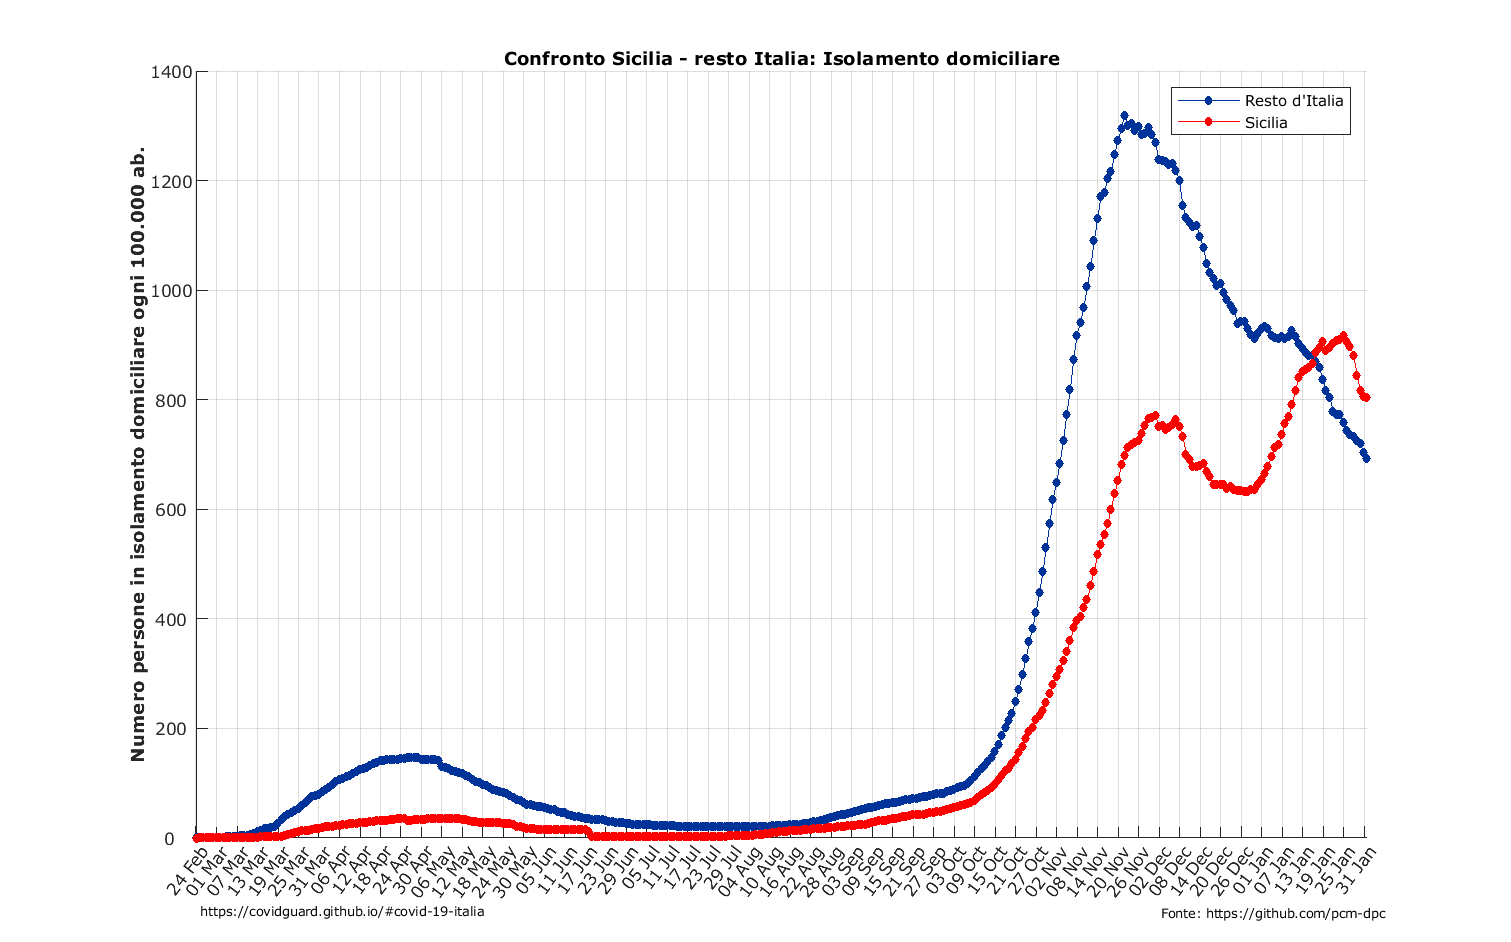 Confronto Sicilia - resto Italia: Isolamento domiciliare
Numero persone in isolamento domiciliare ogni 100.000 ab.
1400
1200
1000
800
600
400
200
0
Resto d'Italia
Sicilia
24 Feb
01 Mar
07 Mar
13 Mar
19 Mar
25 Mar
31 Mar
06 Apr
12 Apr
18 Apr
24 Apr
30 Apr
06 May
12 May
18 May
24 May
30 May
05 Jun
11 Jun
17 Jun
23 Jun
29 Jun
05 Jul
11 Jul
17 Jul
23 Jul
29 Jul
04 Aug
10 Aug
16 Aug
22 Aug
28 Aug
03 Sep
09 Sep
15 Sep
21 Sep
27 Sep
03 Oct
09 Oct
15 Oct
21 Oct
27 Oct
02 Nov
08 Nov
14 Nov
20 Nov
26 Nov
02 Dec
08 Dec
14 Dec
20 Dec
26 Dec
01 Jan
07 Jan
13 Jan
19 Jan
25 Jan
31 Jan
https://covidguard.github.io/#covid-19-italia
Fonte: https://github.com/pcm-dpc